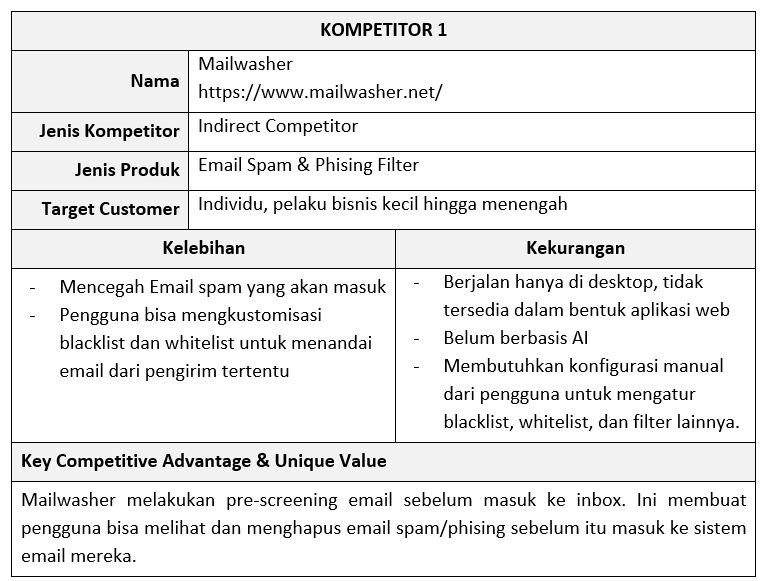 KOMPETITOR 1
Nama
Mailwasher
https://www.mailwasher.net/
Jenis Kompetitor
Indirect Competitor
Jenis Produk
Email Spam & Phising Filter
Target Customer
Individu, pelaku bisnis kecil hingga menengah
Kelebihan
- Mencegah Email spam yang akan masuk
- Pengguna bisa mengkustomisasi
blacklist dan whitelist untuk menandai
email dari pengirim tertentu
Kekurangan
- Berjalan hanya di desktop, tidak
tersedia dalam bentuk aplikasi web
- Belum berbasis AI
- Membutuhkan konfigurasi manual
dari pengguna untuk mengatur
blacklist, whitelist, dan filter lainnya.
Key Competitive Advantage & Unique Value
Mailwasher melakukan pre-screening email sebelum masuk ke inbox. Ini membuat
pengguna bisa melihat dan menghapus email spam/phising sebelum itu masuk ke sistem
email mereka.